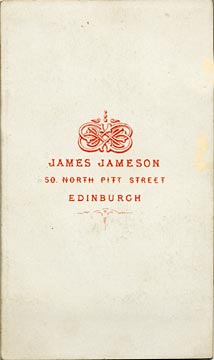 JAMES JAMESON
50. NORTH PITT STREET
EDINBURGH